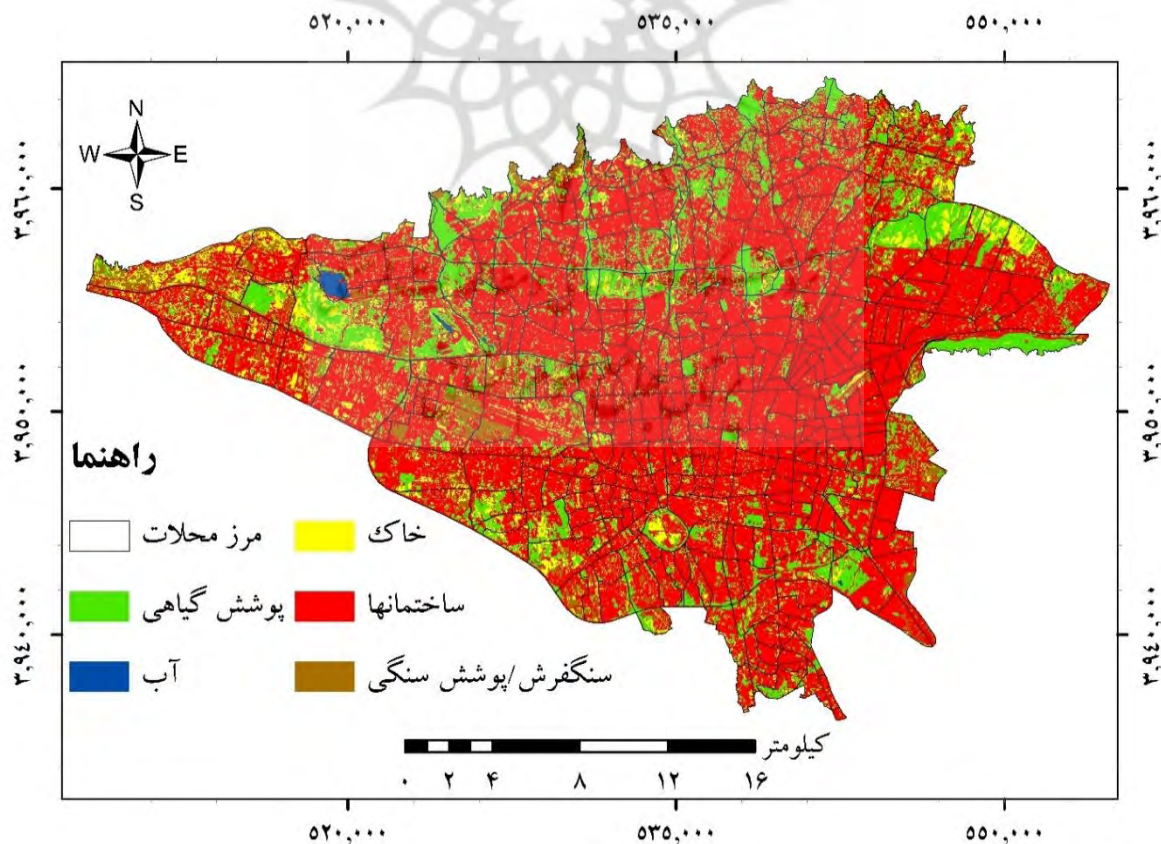 ۵۲۰,۰۰۰ ۵۳۵,۰۰۰ ۵۵۰,۰۰۰
N
W E
S
۳,۹۶۰,۰۰۰ ۳,۹۶۰,۰۰۰
۳,۹۵۰,۰۰۰ ۳,۹۵۰,۰۰۰
راهنما
مرز محلات خاک
پوشش گیاهی ساختمانها
آب سنگفرش/پوشش سنگی
۳,۹٤۰,۰۰۰ ۳,۹٤۰,۰۰۰
کیلومتر
۰ ۲ ۴ ۸ ۱۲ ۱۶
۵۲۰,۰۰۰ ۵۳۵,۰۰۰ ۵۵۰,۰۰۰